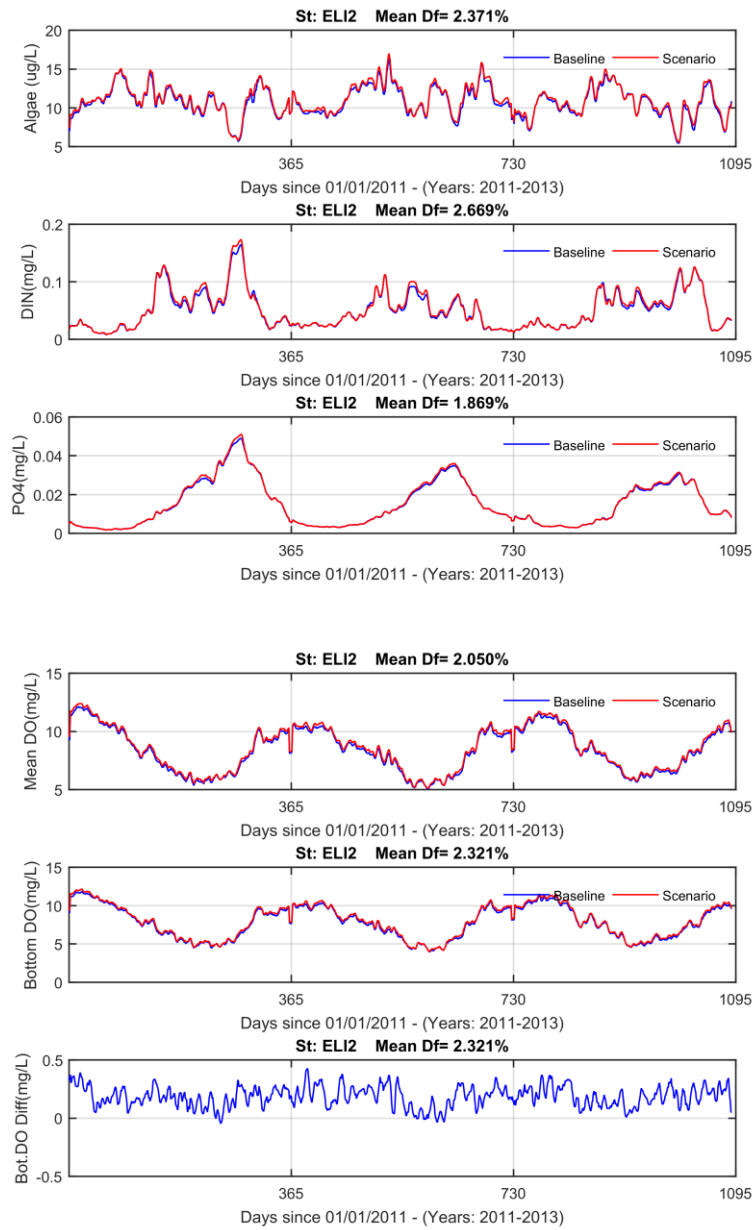 St: ELI2 Mean Df= 2.371%
20
15
10
5
Algae (ug/L)
Baseline Scenario
365 730 1095
Days since 01/01/2011 - (Years: 2011-2013)
St: ELI2 Mean Df= 2.669%
0.2
0.1
0
DIN(mg/L)
Baseline Scenario
365 730 1095
Days since 01/01/2011 - (Years: 2011-2013)
St: ELI2 Mean Df= 1.869%
0.06
0.04
0.02
0
PO4(mg/L)
Baseline Scenario
365 730 1095
Days since 01/01/2011 - (Years: 2011-2013)
St: ELI2 Mean Df= 2.050%
15
10
5
Mean DO(mg/L)
Baseline Scenario
365 730 1095
Days since 01/01/2011 - (Years: 2011-2013)
St: ELI2 Mean Df= 2.321%
15
10
5
0
Bottom DO(mg/L)
Baseline Scenario
365 730 1095
Days since 01/01/2011 - (Years: 2011-2013)
St: ELI2 Mean Df= 2.321%
0.5
0
-0.5
Bot.DO Diff(mg/L)
365 730 1095
Days since 01/01/2011 - (Years: 2011-2013)